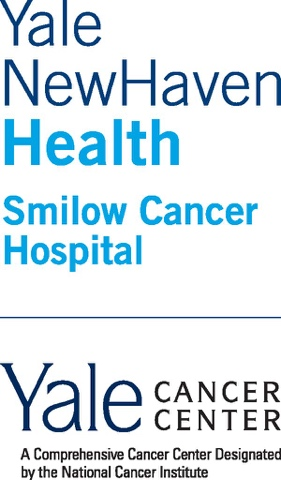 Yale
NewHaven
Health
Smilow Cancer
Hospital
Yale CANCER
CENTER
A Comprehensive Cancer Center Designated
by the National Cancer Institute